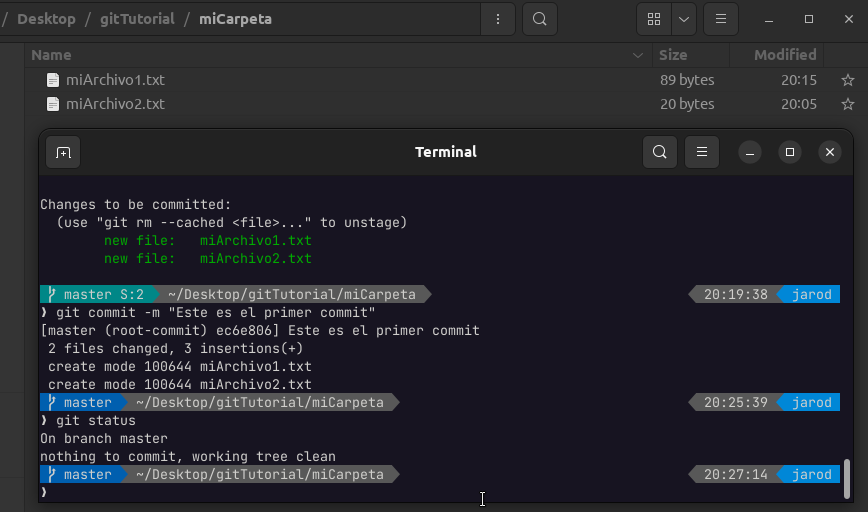 / Desktop / gitTutorial / miCarpeta
Name Size Modified
miArchivo1.txt 89 bytes 20:15
miArchivo2.txt 20 bytes 20:05
Terminal
Changes to be committed:
(use "git rm --cached <file>..." to unstage)
new file: miArchivo1.txt
new file: miArchivo2.txt
master S:2 ~/Desktop/gitTutorial/miCarpeta 20:19:38 jarod
❯ git commit -m "Este es el primer commit"
[master (root-commit) ec6e806] Este es el primer commit
2 files changed, 3 insertions(+)
create mode 100644 miArchivo1.txt
create mode 100644 miArchivo2.txt
master ~/Desktop/gitTutorial/miCarpeta 20:25:39 jarod
❯ git status
On branch master
nothing to commit, working tree clean
master ~/Desktop/gitTutorial/miCarpeta 20:27:14 jarod
❯